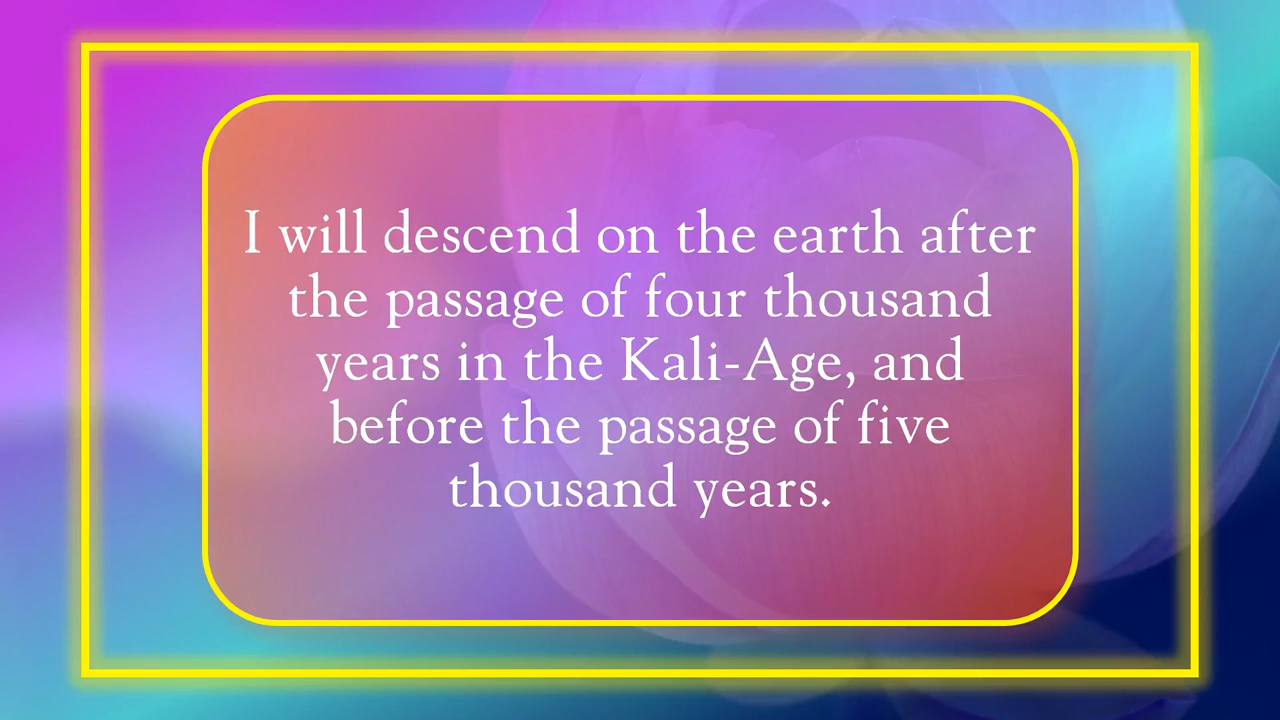 I will descend on the earth after
the passage of four thousand
years in the Kali-Age, and
before the passage of five
thousand years.